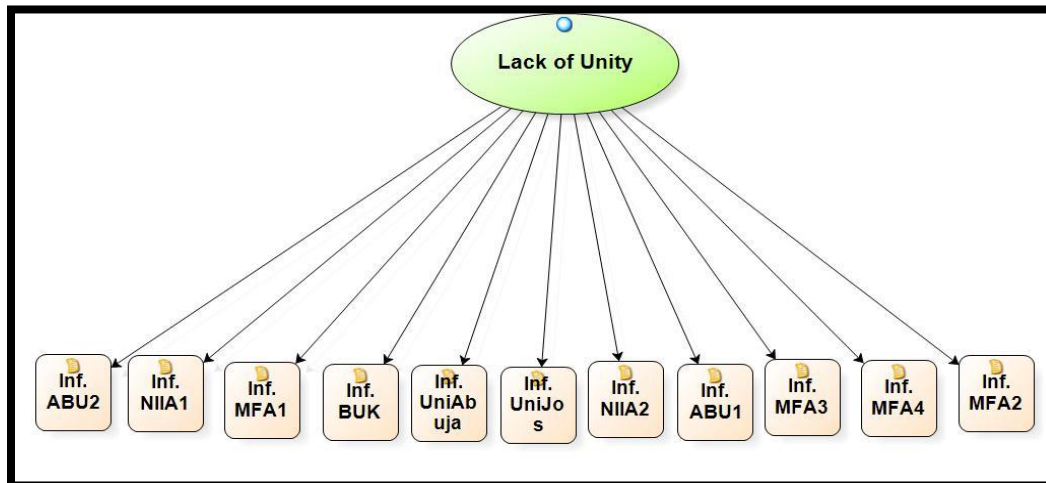 Lack of Unity
Inf.
ABU2
Inf.
NIIA1
Inf.
MFA1
Inf.
BUK
Inf.
UniAb
uja
Inf.
UniJo
s
Inf.
NIIA2
Inf.
ABU1
Inf.
MFA3
Inf.
MFA4
Inf.
MFA2